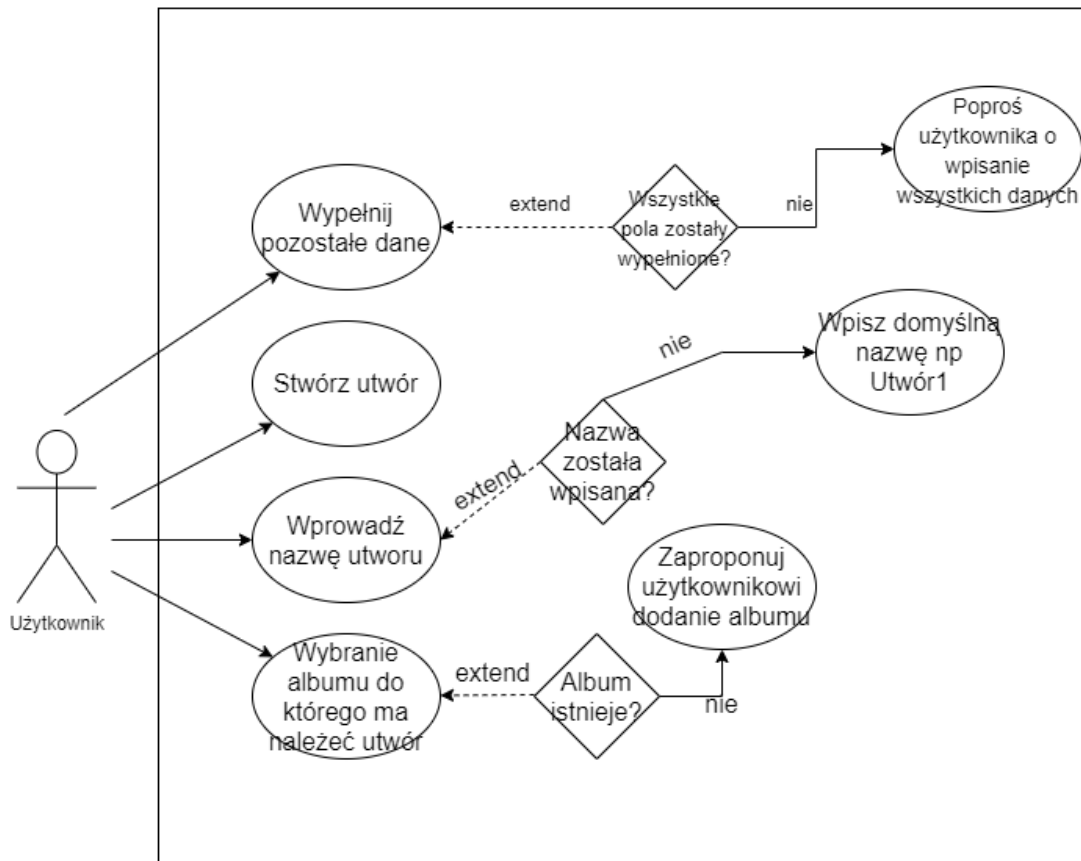 Poproś
użytkownika o
wpisanie
wszystkich danych
Wypełnij
pozostałe dane
extend
Wszystkie
pola zostały
wypełnione?
nie
Wpisz domyślną
nazwę np
Utwór1
nie
Stwórz utwór
Nazwa
została
wpisana?
extend
Wprowadź
nazwę utworu
Zaproponuj
użytkownikowi
dodanie albumu
Użytkownik
Wybranie
albumu do
którego ma
należeć utwór
extend
Album
istnieje?
nie